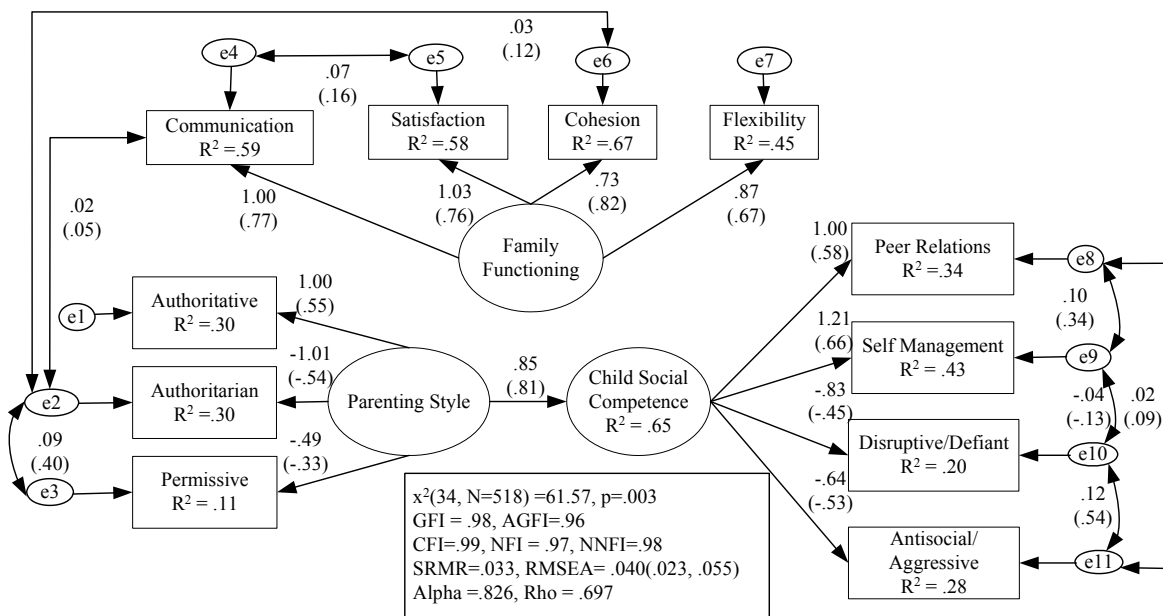 .03
(.12)
e4
e5
e6
e7
.07
(.16)
Communication
R² =.59
Satisfaction
R² =.58
Cohesion
R² =.67
Flexibility
R² =.45
.02
(.05)
1.00
(.77)
1.03
(.76)
.73
(.82)
.87
(.67)
Family
Functioning
e1
Authoritative
R² =.30
1.00
(.55)
e2
Authoritarian
R² =.30
-1.01
(-.54)
Parenting Style
.85
(.81)
Child Social
Competence
R² = .65
.09
(.40)
e3
Permissive
R² = .11
-.49
(-.33)
1.00
(.58)
Peer Relations
R² =.34
e8
.10
(.34)
1.21
(.66)
Self Management
R² =.43
e9
-.04
(-.13)
.02
(.09)
-.83
(-.45)
Disruptive/Defiant
R² = .20
e10
.12
(.54)
-.64
(-.53)
Antisocial/
Aggressive
R² = .28
e11
x²(34, N=518) =61.57, p=.003
GFI = .98, AGFI=.96
CFI=.99, NFI = .97, NNFI=.98
SRMR=.033, RMSEA= .040(.023, .055)
Alpha =.826, Rho = .697